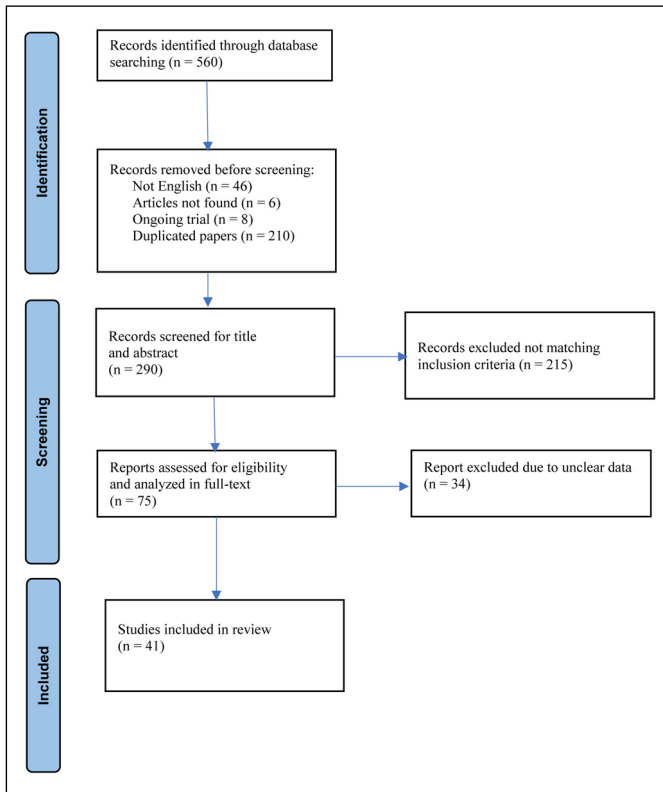 Identification
Records identified through database
searching (n = 560)
Records removed before screening:
Not English (n = 46)
Articles not found (n = 6)
Ongoing trial (n = 8)
Duplicated papers (n = 210)
Screening
Records screened for title
and abstract
(n = 290)
Records excluded not matching
inclusion criteria (n = 215)
Reports assessed for eligibility
and analyzed in full-text
(n = 75)
Report excluded due to unclear data
(n = 34)
Included
Studies included in review
(n = 41)